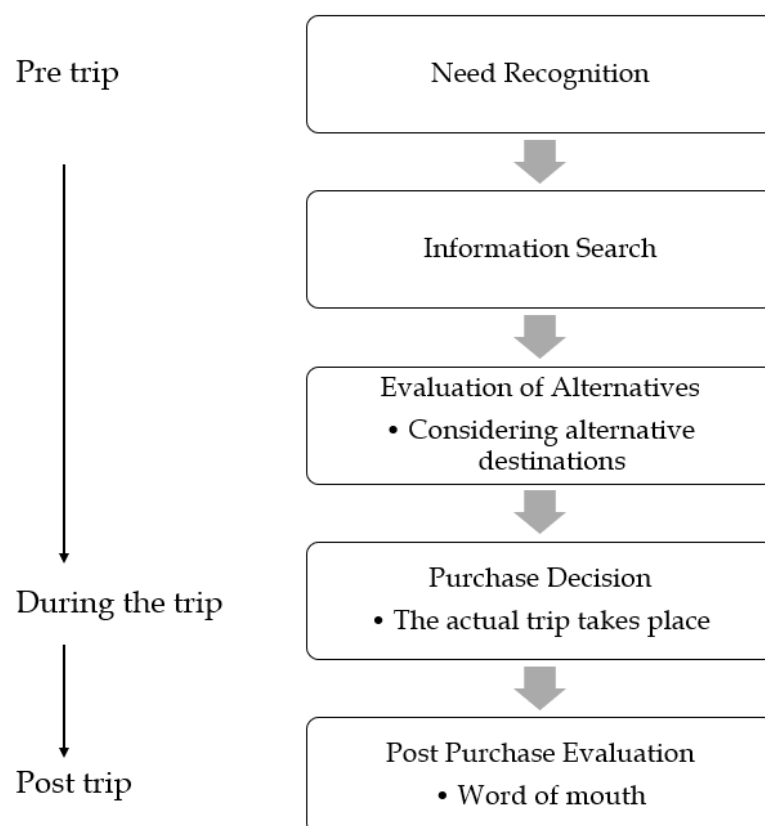 Pre trip
Need Recognition
Information Search
Evaluation of Alternatives
• Considering alternative
destinations
During the trip
Purchase Decision
• The actual trip takes place
Post trip
Post Purchase Evaluation
• Word of mouth